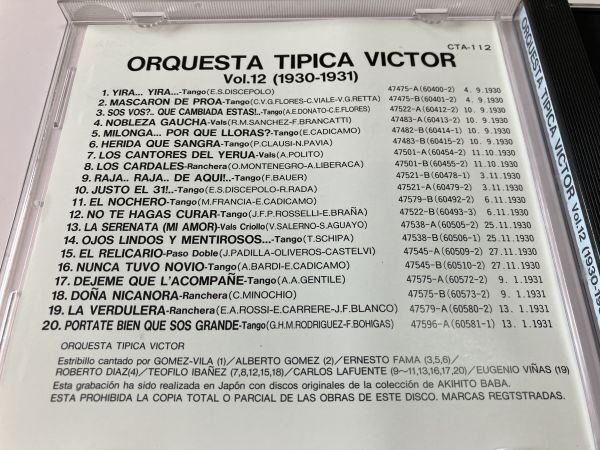 CTA-112
ORQUESTA TIPICA VICTOR
Vol.12 (1930-1931)
1. YIRA... YIRA...-Tango(E.S.DISCEPOLO) 47475-A(60400-2) 4. 9.1930
2. MASCARON DE PROA-Tango(C.V.G.FLORES-C.VIALE-V.G.RETTA) 47475-B(60401-2) 4. 9.1930
3. SOS VOS?.. QUE CAMBIADA ESTAS!..-Tango(A.E.DONATO-C.E.FLORES) 47522-A(60412-2) 10. 9.1930
4. NOBLEZA GAUCHA-Vals(R.M.SANCHEZ-F.BRANCATTI) 47483-A(60413-2) 10. 9.1930
5. MILONGA... POR QUE LLORAS?-Tango(E.CADICAMO) 47482-B(60414-1) 10. 9.1930
6. HERIDA QUE SANGRA-Tango(P.CLAUSI-N.PAVIA) 47483-B(60415-2) 10. 9.1930
7. LOS CANTORES DEL YERUA-Vals(A.POLITO) 47501-A(60454-2) 11.10.1930
8. LOS CARDALES-Ranchera(O.MONTENEGRO-A.LIBERACA) 47501-B(60455-2) 11.10.1930
9. RAJA.. RAJA.. DE AQUI!..-Tango(F.BAUER) 47521-B(60478-1) 3.11.1930
10. JUSTO EL 31!..-Tango(E.S.DISCEPOLO-R.RADA) 47521-A(60479-2) 3.11.1930
11. EL NOCHERO-Tango(M.FRANCIA-E.CADICAMO) 47579-B(60492-2) 6.11.1930
12. NO TE HAGAS CURAR-Tango(J.F.P.ROSSELLI-E.BRAÑA) 47522-B(60493-3) 6.11.1930
13. LA SERENATA (MI AMOR)-Vals Criollo(V.SALERNO-S.AGUAYO) 47538-A(60505-2) 25.11.1930
14. OJOS LINDOS Y MENTIROSOS...-Tango(T.SCHIPA) 47538-B(60506-1) 25.11.1930
15. EL RELICARIO-Paso Doble(J.PADILLA-OLIVEROS-CASTELVI) 47545-A(60509-2) 27.11.1930
16. NUNCA TUVO NOVIO-Tango(A.BARDI-E.CADICAMO) 47545-B(60510-2) 27.11.1930
17. DEJEME QUE L'ACOMPAÑE-Tango(A.A.GENTILE) 47575-A(60572-2) 9. 1.1931
18. DOÑA NICANORA-Ranchera(C.MINOCHIO) 47575-B(60573-2) 9. 1.1931
19. LA VERDULERA-Ranchera(E.A.ROSSI-E.CARRERE-J.F.BLANCO) 47579-A(60580-2) 13. 1.1931
20. PORTATE BIEN QUE SOS GRANDE-Tango(G.H.M.RODRIGUEZ-F.BOHIGAS) 47596-A(60581-1) 13. 1.1931
ORQUESTA TIPICA VICTOR
Estribillo cantado por GOMEZ-VILA(1)/ALBERTO GOMEZ(2)/ERNESTO FAMA(3,5,6)/
ROBERTO DIAZ(4)/TEOFILO IBAÑEZ(7,8,12,15,18)/CARLOS LAFUENTE(9〜11,13,16,17,20)/EUGENIO VIÑAS(19)
Esta grabación ha sido realizada en Japón con discos originales de la colección de AKIHITO BABA.
ESTA PROHIBIDA LA COPIA TOTAL O PARCIAL DE LAS OBRAS DE ESTE DISCO. MARCAS REGTSTRADAS.
ORQUESTA TIPICA VICTOR Vol.12 (1930-19